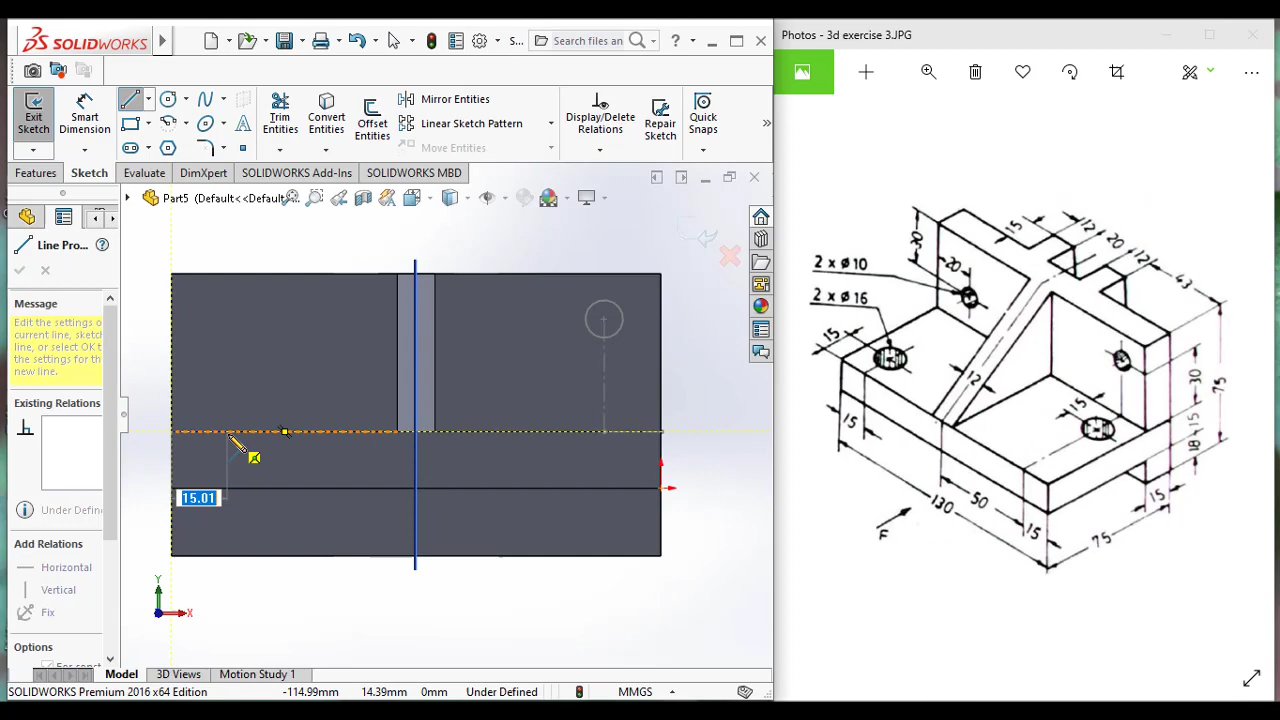 SOLIDWORKS
S...
Search files an
?
Exit Sketch
Smart Dimension
Trim Entities
Convert Entities
Offset Entities
Mirror Entities
Linear Sketch Pattern
Move Entities
Display/Delete Relations
Repair Sketch
Quick Snaps
Features
Sketch
Evaluate
DimXpert
SOLIDWORKS Add-Ins
SOLIDWORKS MBD
Part5 (Default<<Default
Line Pro...
Message
Edit the settings o
current line, sketc
line, or select OK t
the settings for the
new line.
Existing Relations
Under Defin
Add Relations
Horizontal
Vertical
Fix
Options
15.01
Y
X
Model
3D Views
Motion Study 1
SOLIDWORKS Premium 2016 x64 Edition
-114.99mm
14.39mm
0mm
Under Defined
MMGS
Photos - 3d exercise 3.JPG
30
15
12
20
12
43
2 x ø 10
20
2 x ø 16
15
12
15
30
75
15
18
15
15
130
50
15
75
F